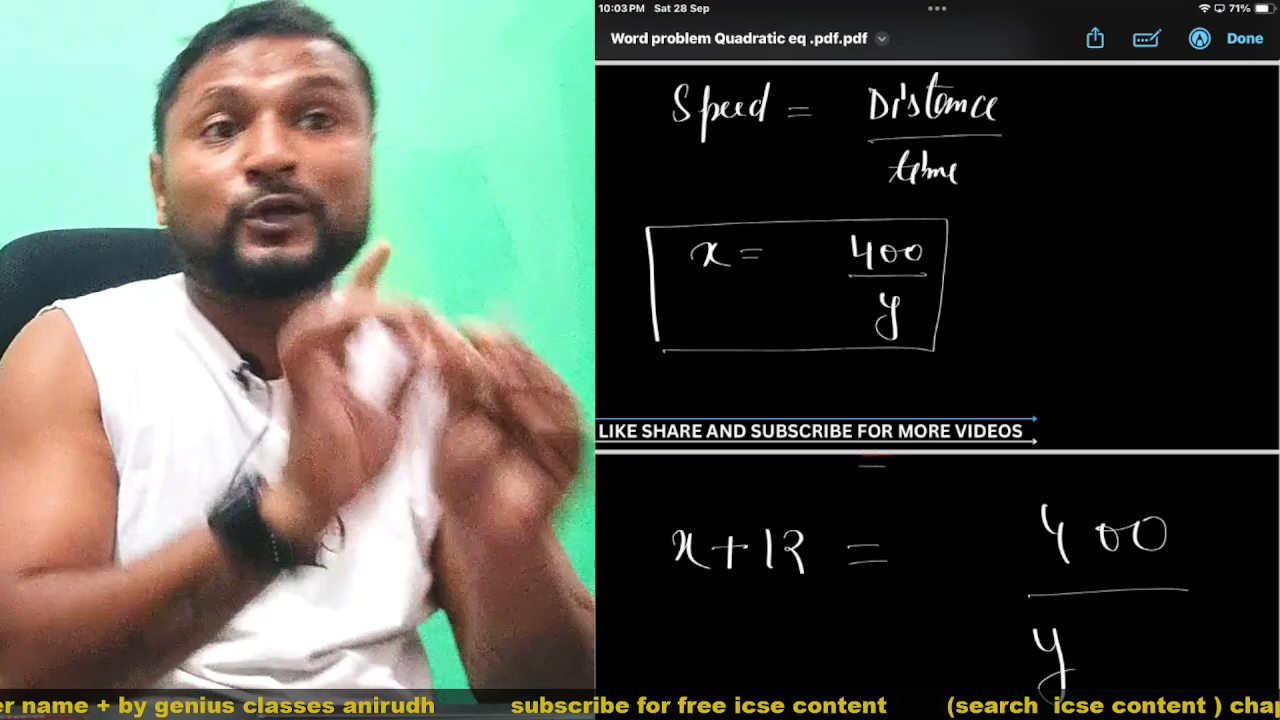 10:03 PM Sat 28 Sep
71%
Word problem Quadratic eq .pdf.pdf
Done
Speed = Distance
time
x = 400
y
LIKE SHARE AND SUBSCRIBE FOR MORE VIDEOS
x + 12 = 400
y
er name + by genius classes anirudh subscribe for free icse content (search icse content ) chap